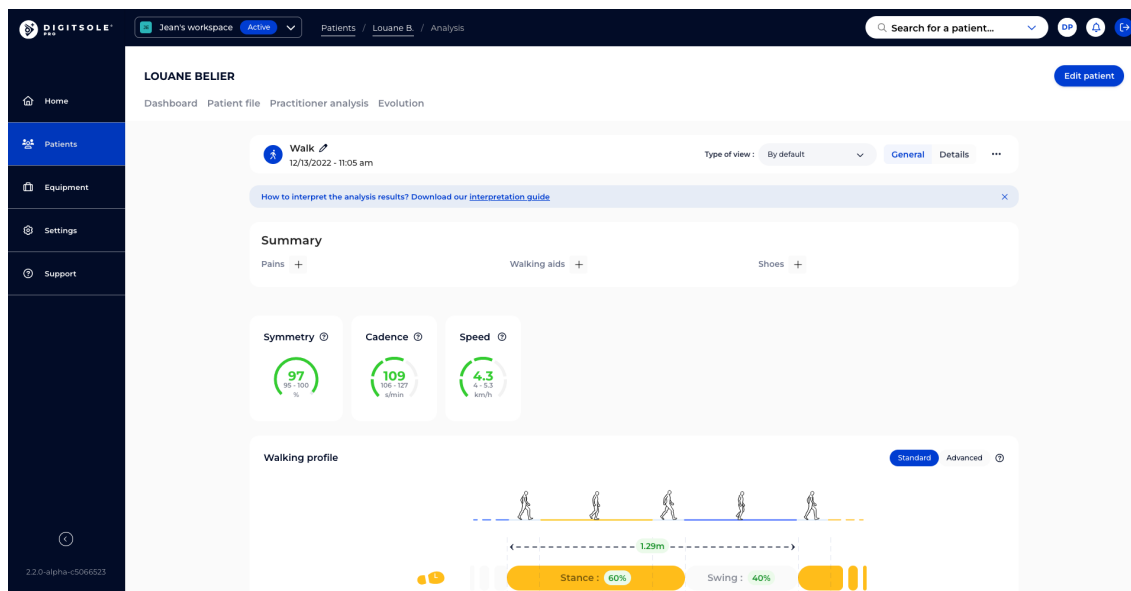 DIGITSOLE®
PRO
Jean's workspace Active
Patients / Louane B. / Analysis
Search for a patient...
DP
LOUANE BELIER
Edit patient
Dashboard Patient file Practitioner analysis Evolution
Home
Patients
Equipment
Settings
Support
2.2.0-alpha-c5066523
Walk
12/13/2022 - 11:05 am
Type of view : By default
General Details
How to interpret the analysis results? Download our interpretation guide
Summary
Pains + Walking aids + Shoes +
Symmetry
97
95 - 100
%
Cadence
109
106 - 127
s/min
Speed
4.3
4 - 5.3
km/h
Walking profile
Standard Advanced
1.29m
Stance : 60% Swing : 40%
L